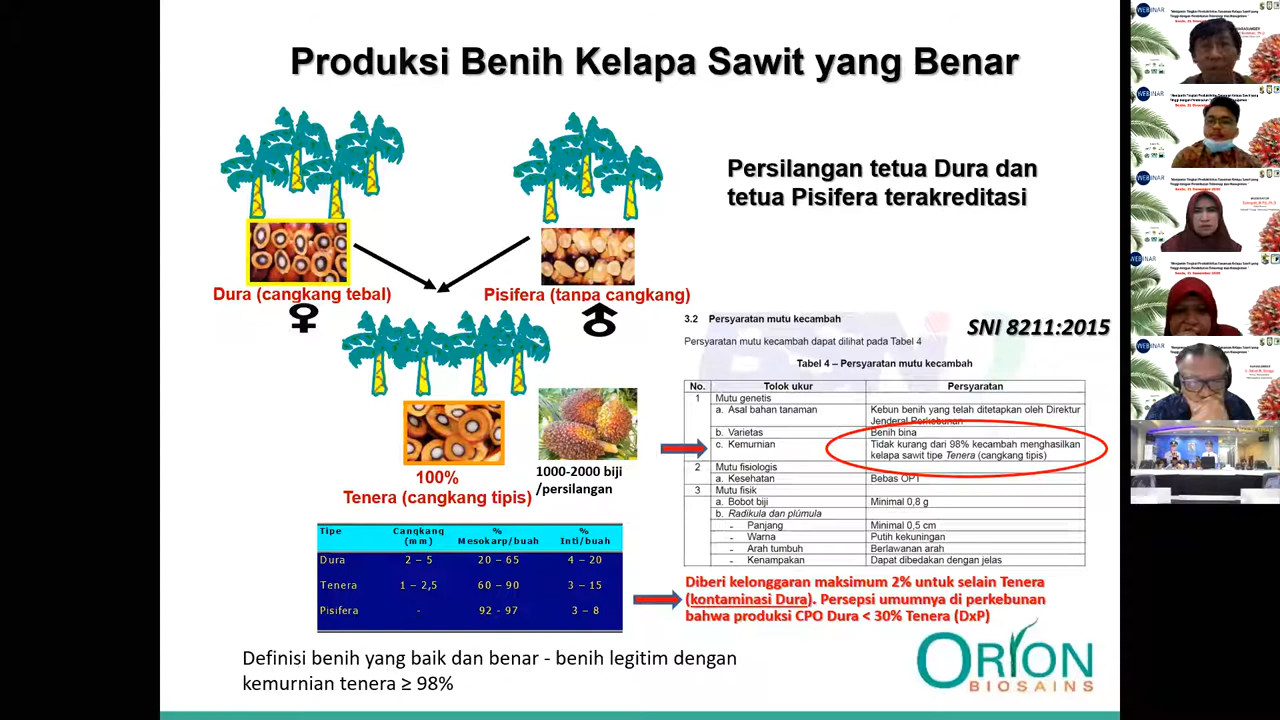 Produksi Benih Kelapa Sawit yang Benar
Persilangan tetua Dura dan
tetua Pisifera terakreditasi
Dura (cangkang tebal)
Pisifera (tanpa cangkang)
100%
Tenera (cangkang tipis)
1000-2000 biji
/persilangan
SNI 8211:2015
3.2 Persyaratan mutu kecambah
Persyaratan mutu kecambah dapat dilihat pada Tabel 4
Tabel 4 – Persyaratan mutu kecambah
No. Tolok ukur Persyaratan
1 Mutu genetis
a. Asal bahan tanaman Kebun benih yang telah ditetapkan oleh Direktur
Jenderal Perkebunan
b. Varietas Benih bina
c. Kemurnian Tidak kurang dari 98% kecambah menghasilkan
kelapa sawit tipe Tenera (cangkang tipis)
2 Mutu fisiologis
a. Kesehatan Bebas OPT
3 Mutu fisik
a. Bobot biji Minimal 0,8 g
b. Radikula dan plúmula
- Panjang Minimal 0,5 cm
- Warna Putih kekuningan
- Arah tumbuh Berlawanan arah
- Kenampakan Dapat dibedakan dengan jelas
Tipe Cangkang (mm) % Mesokarp/buah % Inti/buah
Dura 2 – 5 20 – 65 4 – 20
Tenera 1 – 2,5 60 – 90 3 – 15
Pisifera - 92 - 97 3 – 8
Diberi kelonggaran maksimum 2% untuk selain Tenera
(kontaminasi Dura). Persepsi umumnya di perkebunan
bahwa produksi CPO Dura < 30% Tenera (DxP)
Definisi benih yang baik dan benar - benih legitim dengan
kemurnian tenera ≥ 98%
ORION
BIOSAINS
WEBINAR
WEBINAR
WEBINAR
WEBINAR
WEBINAR